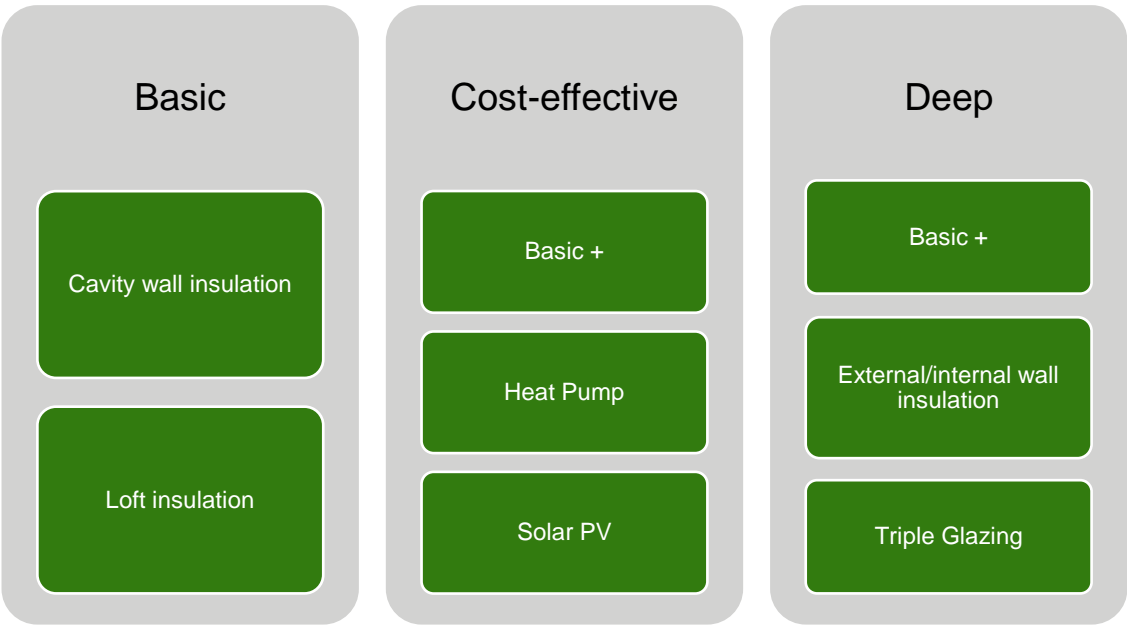 Basic
Cavity wall insulation
Loft insulation
Cost-effective
Basic +
Heat Pump
Solar PV
Deep
Basic +
External/internal wall
insulation
Triple Glazing